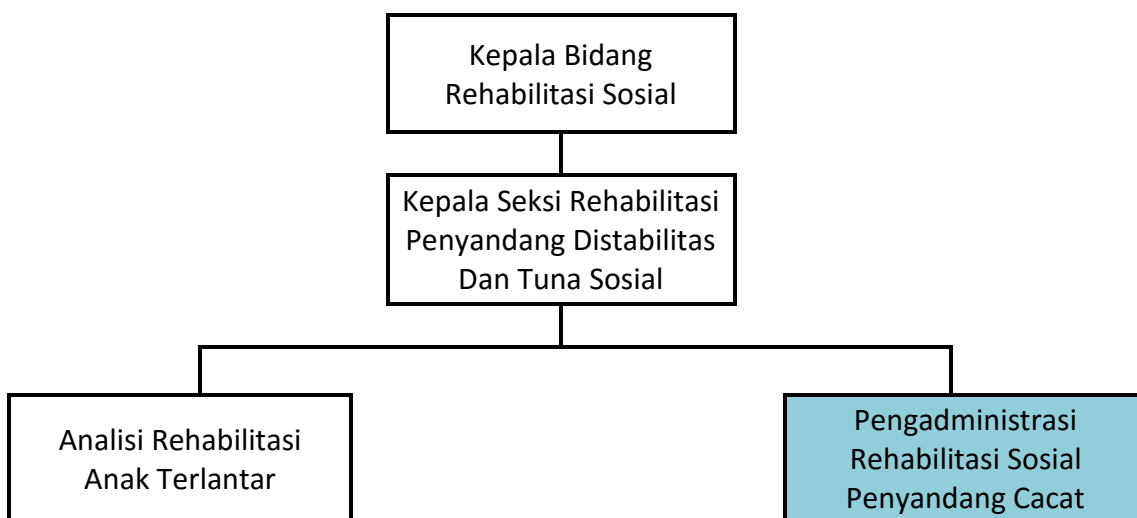 Kepala Bidang
Rehabilitasi Sosial
Kepala Seksi Rehabilitasi
Penyandang Distabilitas
Dan Tuna Sosial
Analisi Rehabilitasi
Anak Terlantar
Pengadministrasi
Rehabilitasi Sosial
Penyandang Cacat